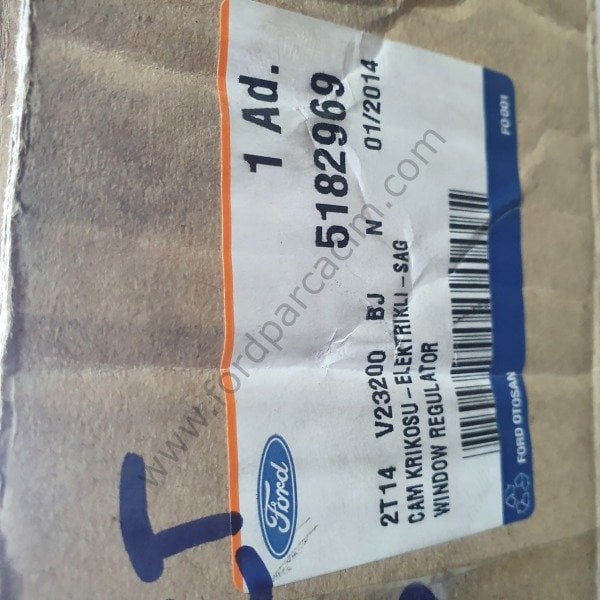 1 Ad.
5182969
N 01/2014
Ford
2T14 V23200 BJ
CAM KRIKOSU-ELEKTRIKLI-SAG
WINDOW REGULATOR
FORD OTOSAN
FO 001
www.fordparcacim.com